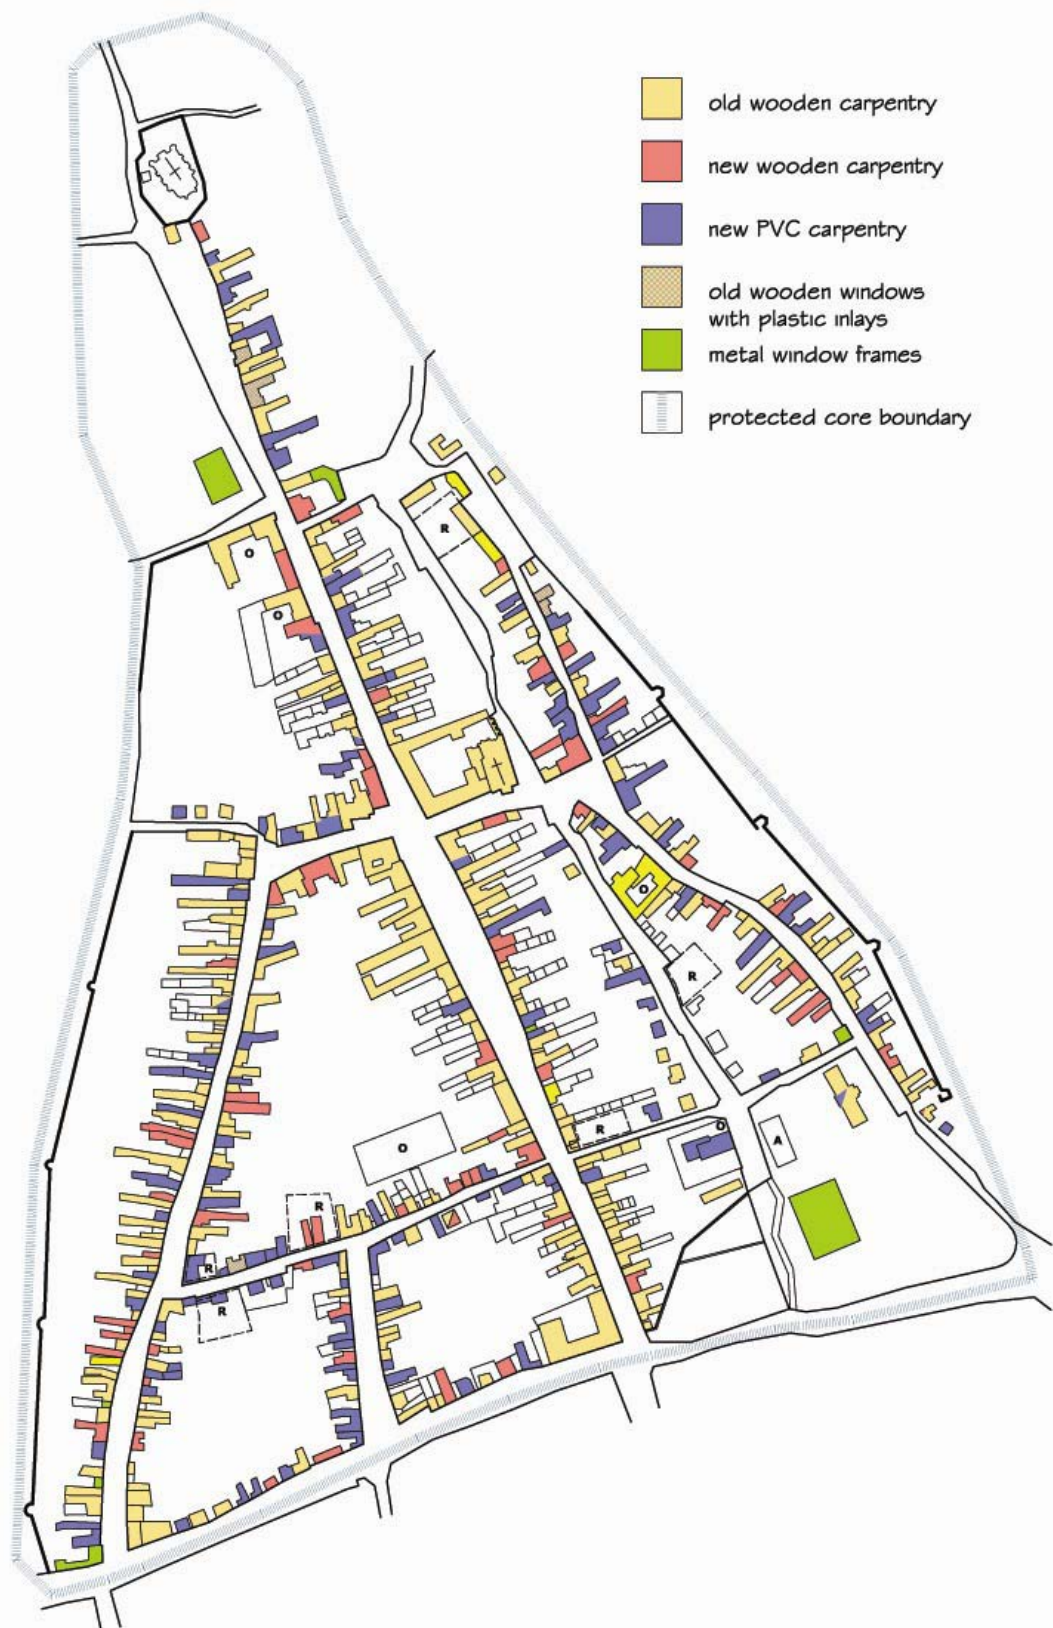 old wooden carpentry
new wooden carpentry
new PVC carpentry
old wooden windows
with plastic inlays
metal window frames
protected core boundary
R
O
O
O
R
R
O
A
O
R
R
R